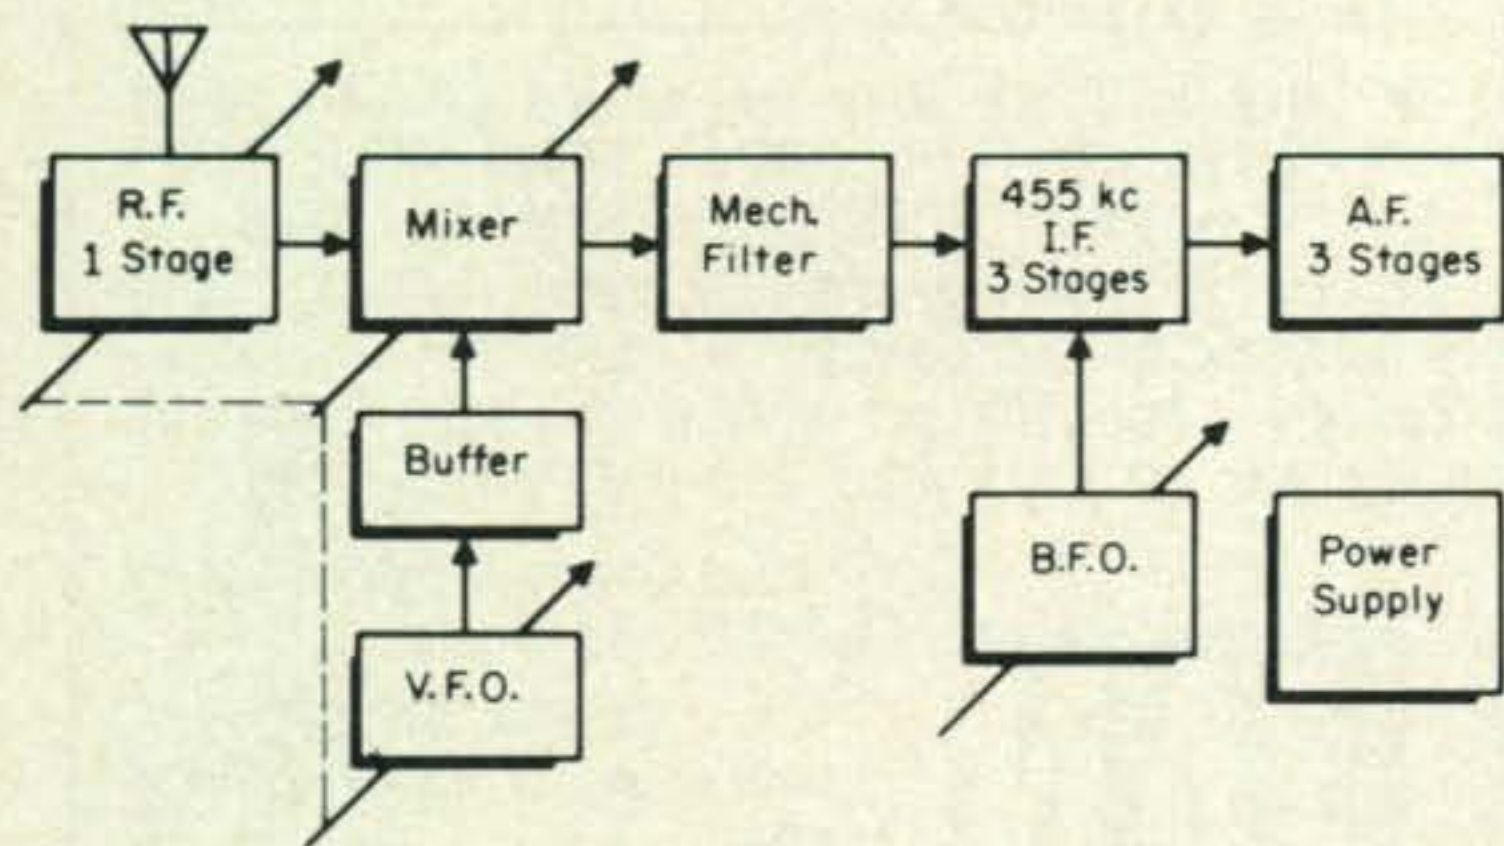 R.F.
1 Stage
Mixer
Mech.
Filter
455 kc
I.F.
3 Stages
A.F.
3 Stages
Buffer
V.F.O.
B.F.O.
Power
Supply